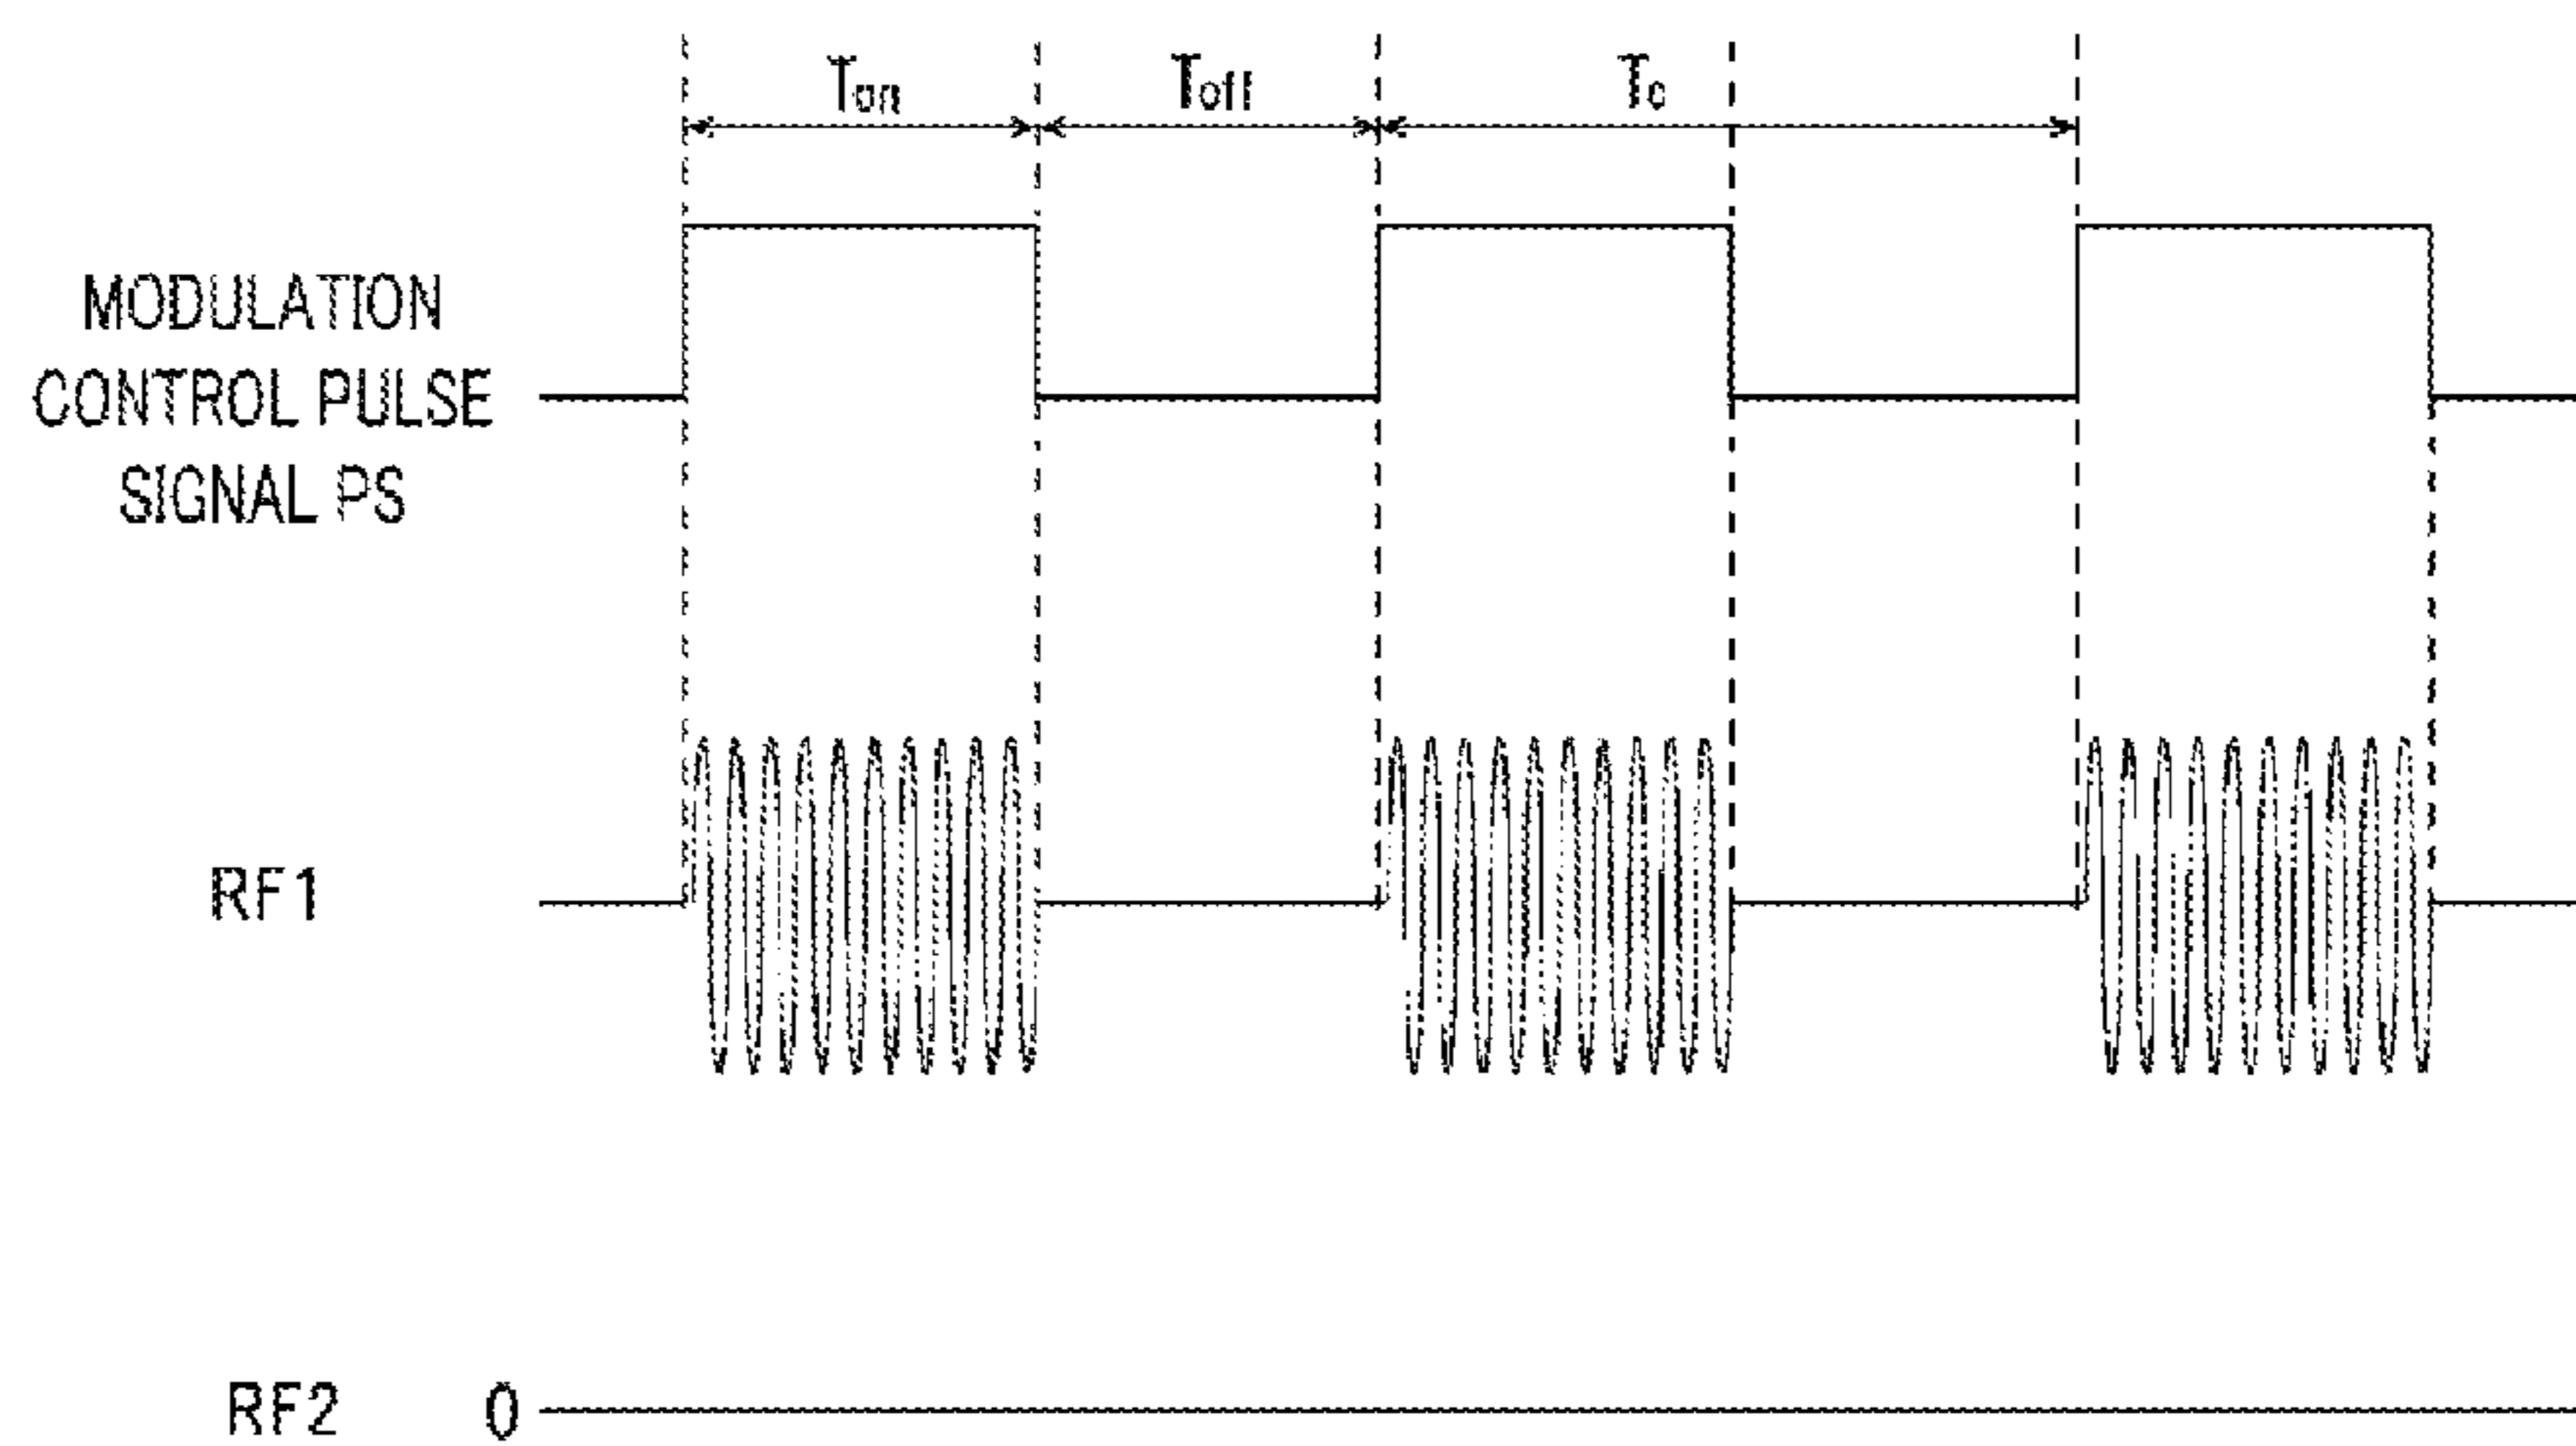 Ton Toff Tc
MODULATION
CONTROL PULSE
SIGNAL PS
RF1
RF2 0